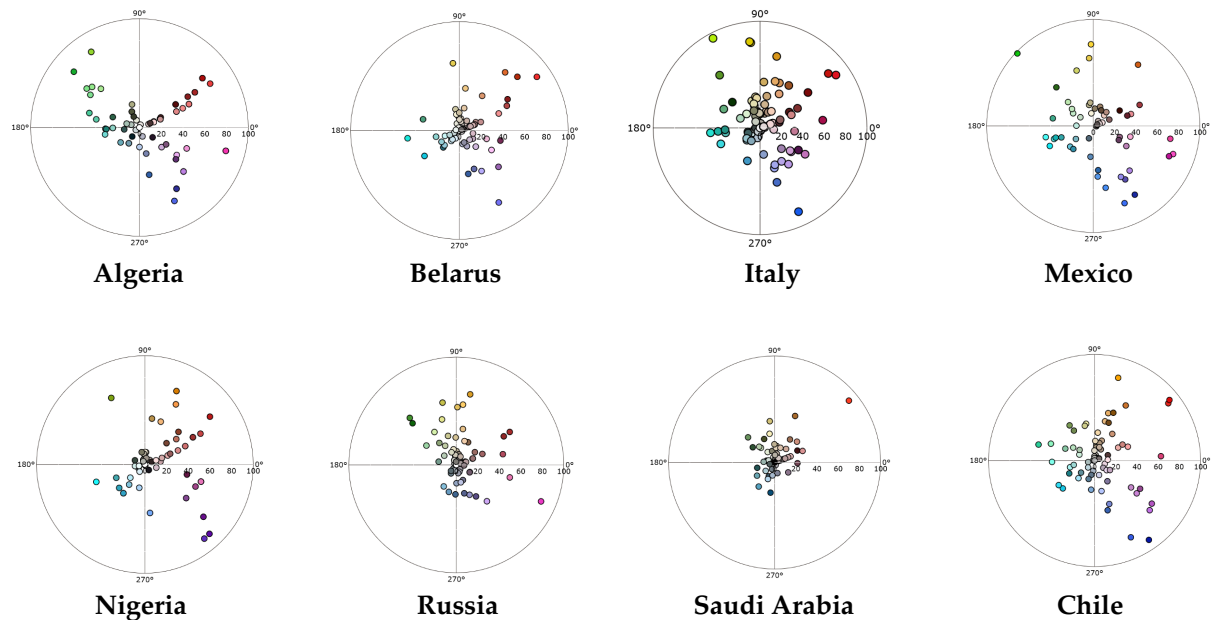 90° 90° 90° 90°
180° 20 40 60 80 100 0° 180° 0 20 40 60 80 100 0° 180° 20 40 60 80 100 0° 180° 0 20 40 60 80 100 0°
270° 270° 270° 270°
Algeria Belarus Italy Mexico
90° 90° 90° 90°
180° 20 40 60 80 100 0° 180° 20 40 60 80 100 0° 180° 20 40 60 80 100 0° 180° 20 40 60 80 100 0°
270° 270° 270° 270°
Nigeria Russia Saudi Arabia Chile